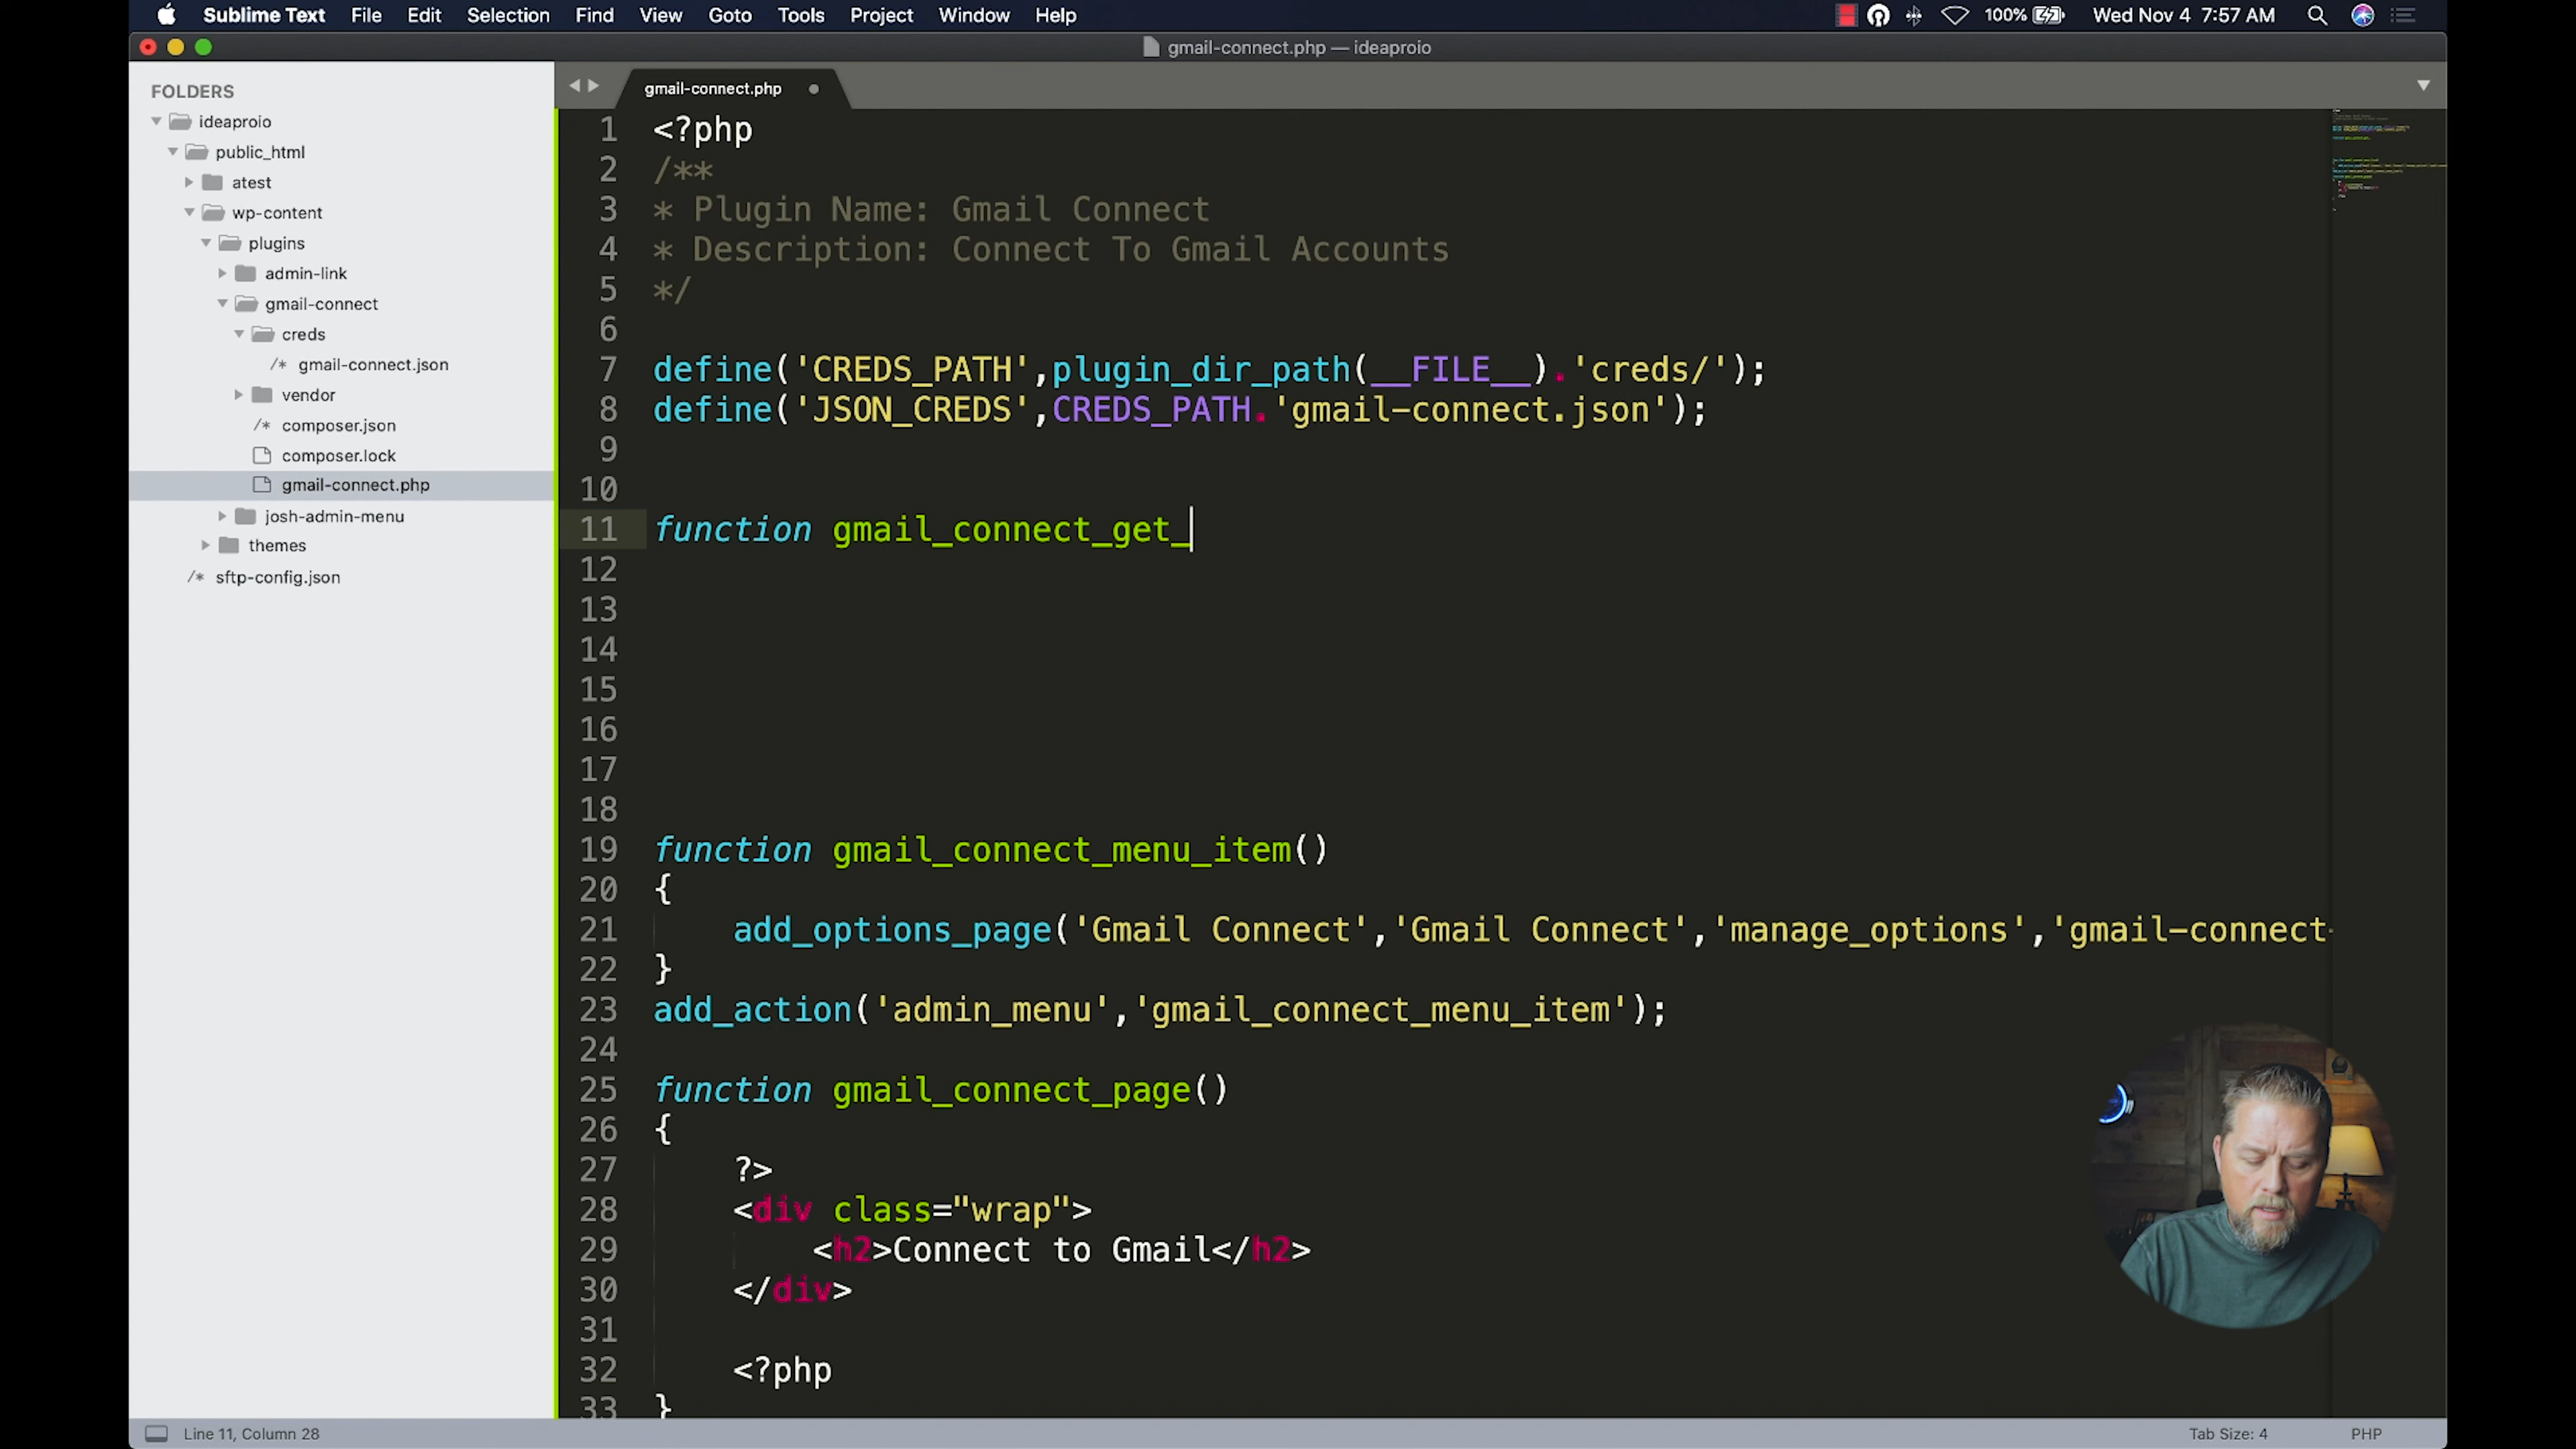 Sublime Text File Edit Selection Find View Goto Tools Project Window Help 100% Wed Nov 4 7:57 AM
gmail-connect.php — ideaproio
FOLDERS
ideaproio
public_html
atest
wp-content
plugins
admin-link
gmail-connect
creds
/* gmail-connect.json
vendor
/* composer.json
composer.lock
gmail-connect.php
josh-admin-menu
themes
/* sftp-config.json
gmail-connect.php
1 <?php
2 /**
3 * Plugin Name: Gmail Connect
4 * Description: Connect To Gmail Accounts
5 */
6
7 define('CREDS_PATH',plugin_dir_path(__FILE__).'creds/');
8 define('JSON_CREDS',CREDS_PATH.'gmail-connect.json');
9
10
11 function gmail_connect_get_
12
13
14
15
16
17
18
19 function gmail_connect_menu_item()
20 {
21 add_options_page('Gmail Connect','Gmail Connect','manage_options','gmail-connect-
22 }
23 add_action('admin_menu','gmail_connect_menu_item');
24
25 function gmail_connect_page()
26 {
27 ?>
28 <div class="wrap">
29 <h2>Connect to Gmail</h2>
30 </div>
31
32 <?php
33 }
Line 11, Column 28
Tab Size: 4 PHP